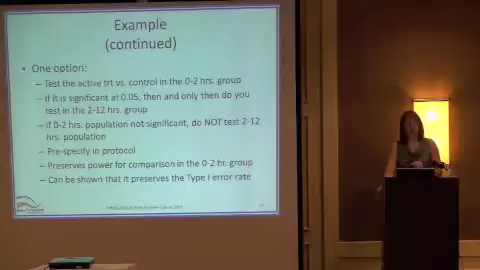 Example
(continued)
• One option:
– Test the active trt vs. control in the 0-2 hrs. group
– If it is significant at 0.05, then and only then do you
test in the 2-12 hrs. group
– If 0-2 hrs. population not significant, do NOT test 2-12
hrs. population
– Pre-specify in protocol
– Preserves power for comparison in the 0-2 hr. group
– Can be shown that it preserves the Type I error rate